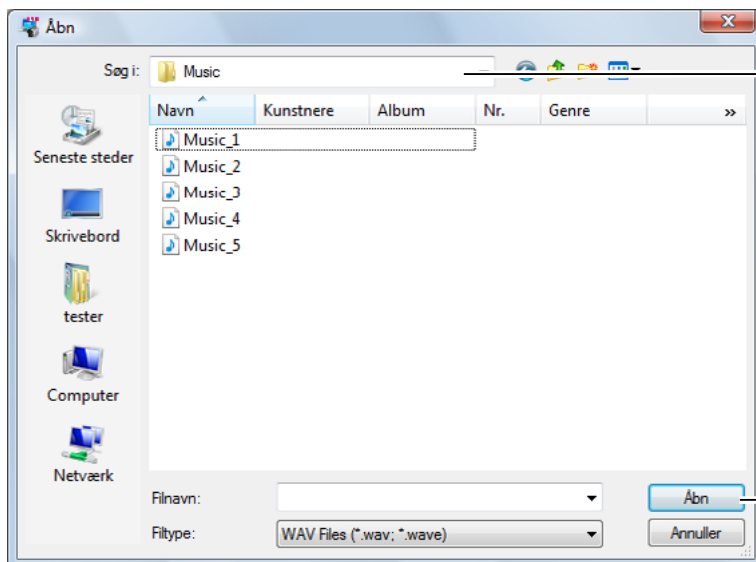 Åbn
Søg i: Music
Navn Kunstnere Album Nr. Genre »
Music_1
Music_2
Music_3
Music_4
Music_5
Seneste steder
Skrivebord
tester
Computer
Netværk
Filnavn: Åbn
Filtype: WAV Files (*.wav; *.wave) Annuller